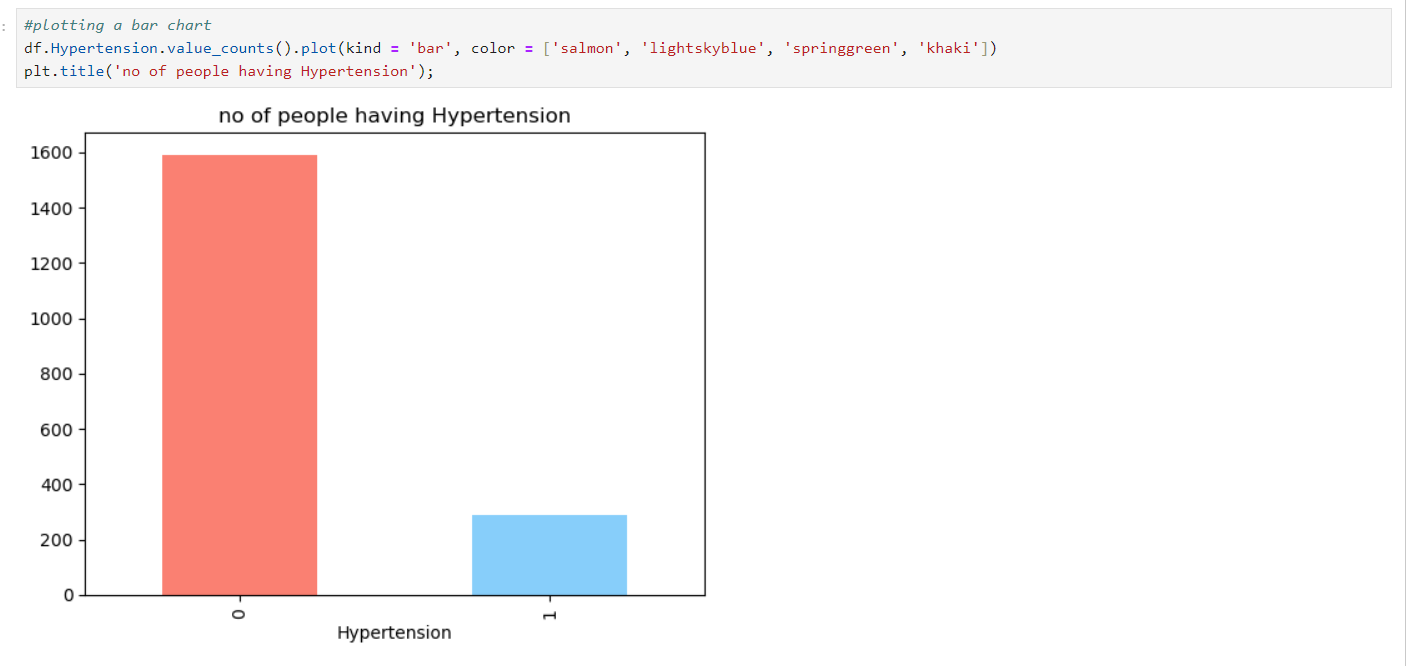 #plotting a bar chart
df.Hypertension.value_counts().plot(kind = 'bar', color = ['salmon', 'lightskyblue', 'springgreen', 'khaki'])
plt.title('no of people having Hypertension');
no of people having Hypertension
1600
1400
1200
1000
800
600
400
200
0
0
1
Hypertension